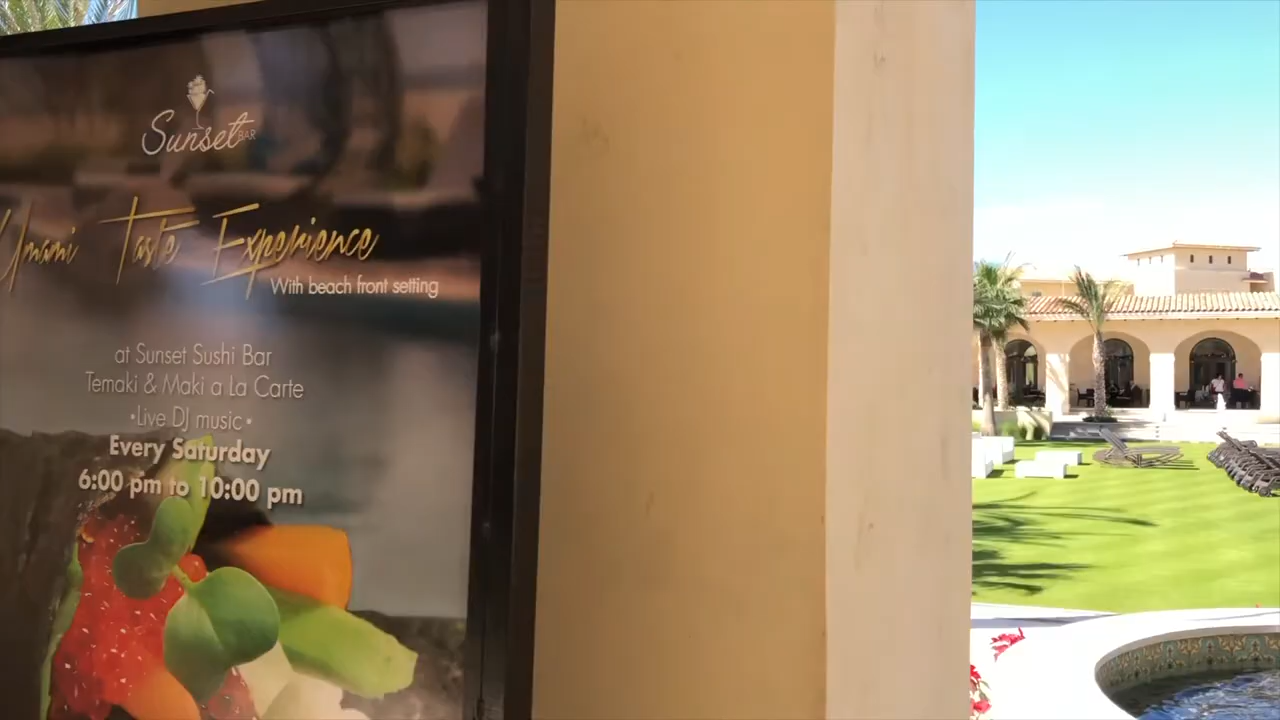 Sunset BAR
Umami Taste Experience
With beach front setting
at Sunset Sushi Bar
Temaki & Maki a La Carte
•Live DJ music•
Every Saturday
6:00 pm to 10:00 pm